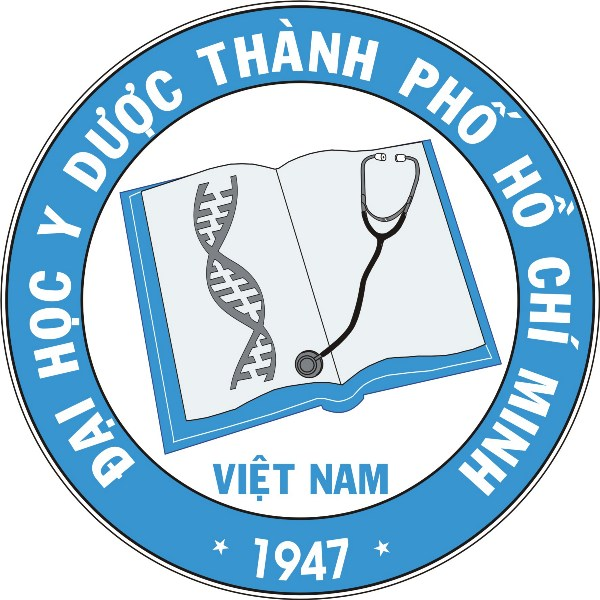 ĐẠI HỌC Y DƯỢC THÀNH PHỐ HỒ CHÍ MINH
VIỆT NAM
1947